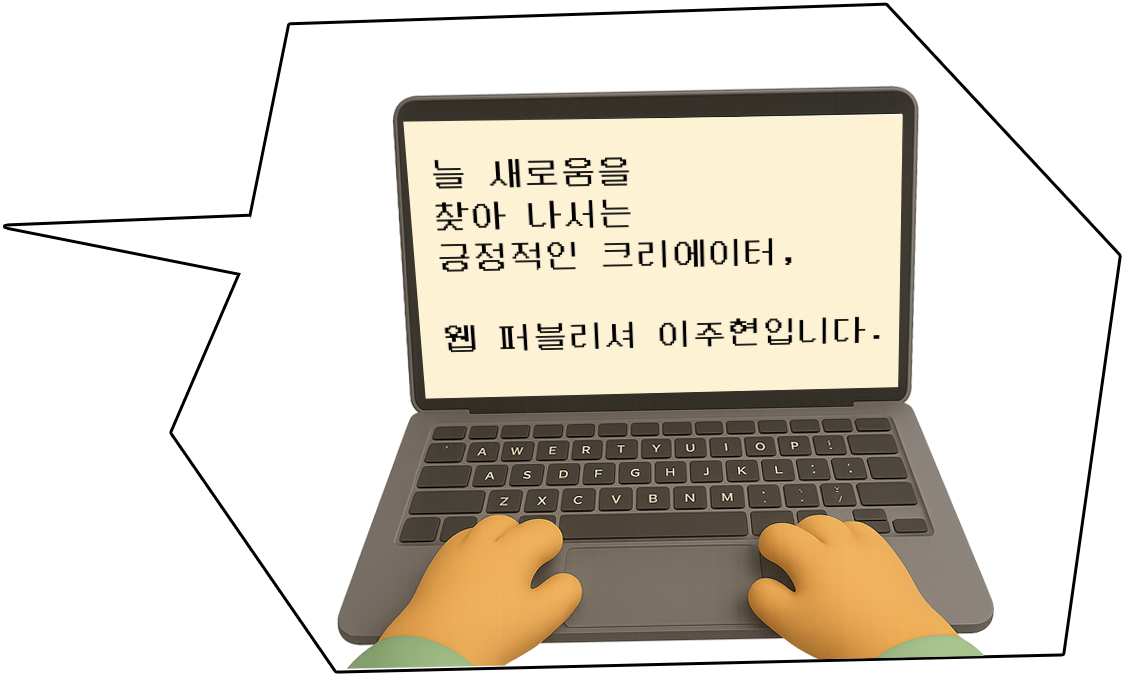 늘 새로움을
찾아 나서는
긍정적인 크리에이터,
웹 퍼블리셔 이주현입니다.
A W E R T Y U I O P !
A S D F G H J K L :
Z X C V B N M